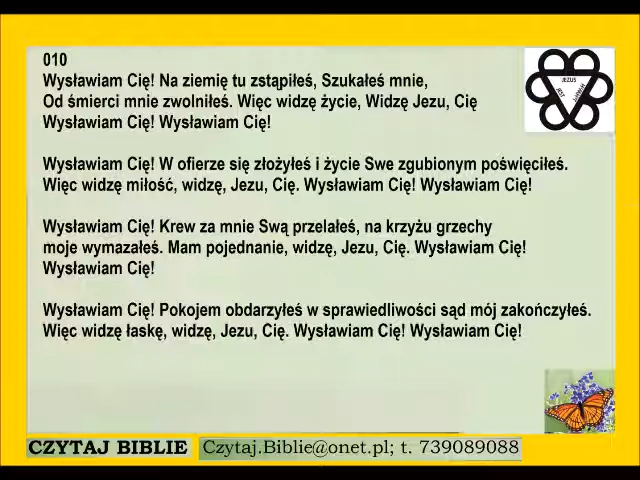 010
Wysławiam Cię! Na ziemię tu zstąpiłeś, Szukałeś mnie,
Od śmierci mnie zwolniłeś. Więc widzę życie, Widzę Jezu, Cię
Wysławiam Cię! Wysławiam Cię!
Wysławiam Cię! W ofierze się złożyłeś i życie Swe zgubionym poświęciłeś.
Więc widzę miłość, widzę, Jezu, Cię. Wysławiam Cię! Wysławiam Cię!
Wysławiam Cię! Krew za mnie Swą przelałeś, na krzyżu grzechy
moje wymazałeś. Mam pojednanie, widzę, Jezu, Cię. Wysławiam Cię!
Wysławiam Cię!
Wysławiam Cię! Pokojem obdarzyłeś w sprawiedliwości sąd mój zakończyłeś.
Więc widzę łaskę, widzę, Jezu, Cię. Wysławiam Cię! Wysławiam Cię!
JEZUS
JEST
CZYTAJ BIBLIE Czytaj.Biblie@onet.pl; t. 739089088